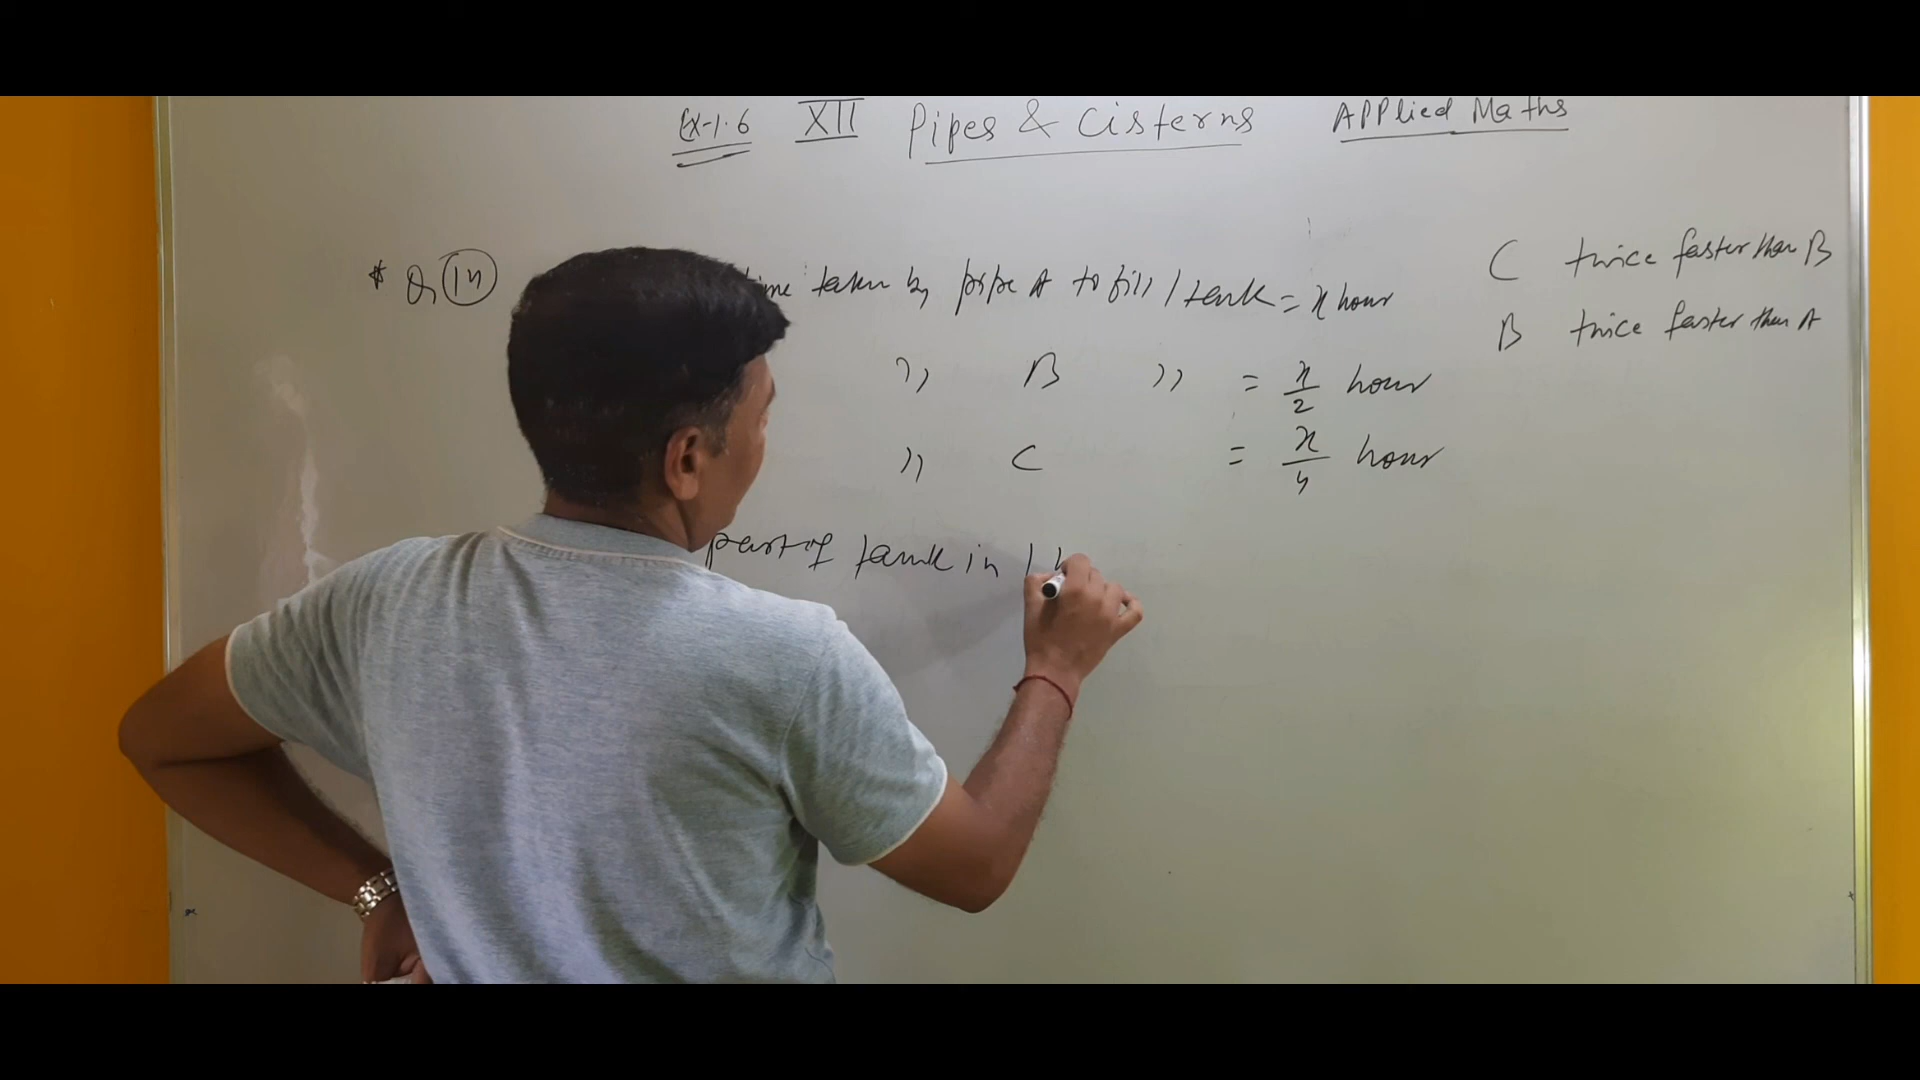 Ex-1.6 XII Pipes & Cisterns Applied Maths
* Q. 14 time taken by pipe A to fill 1 tank = x hour
C twice faster than B
B twice faster than A
,, B ,, = x/2 hour
,, C = x/4 hour
part of tank in 1 h